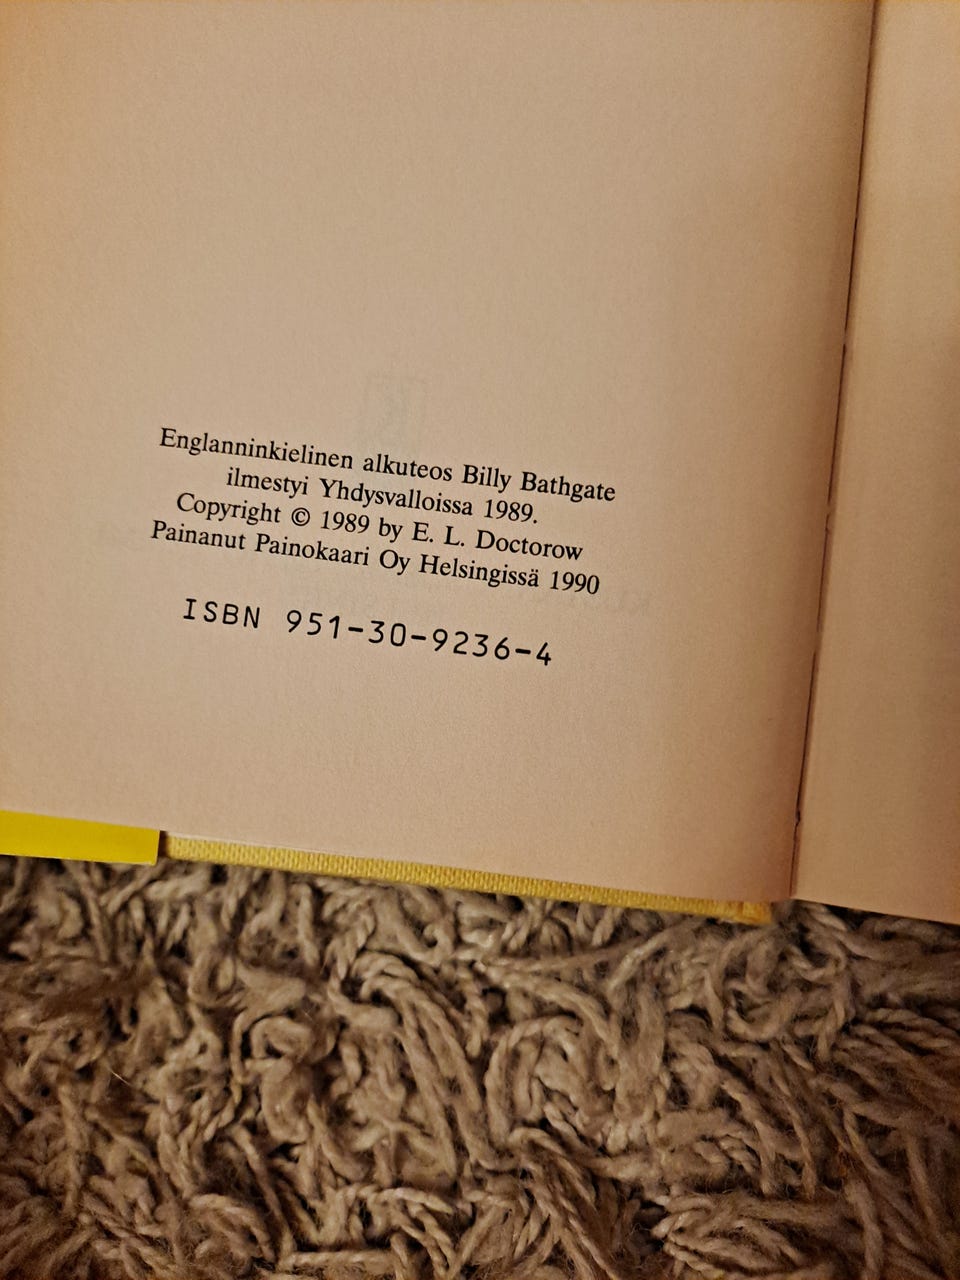 Englanninkielinen alkuteos Billy Bathgate
ilmestyi Yhdysvalloissa 1989.
Copyright © 1989 by E. L. Doctorow
Painanut Painokaari Oy Helsingissä 1990
ISBN 951-30-9236-4